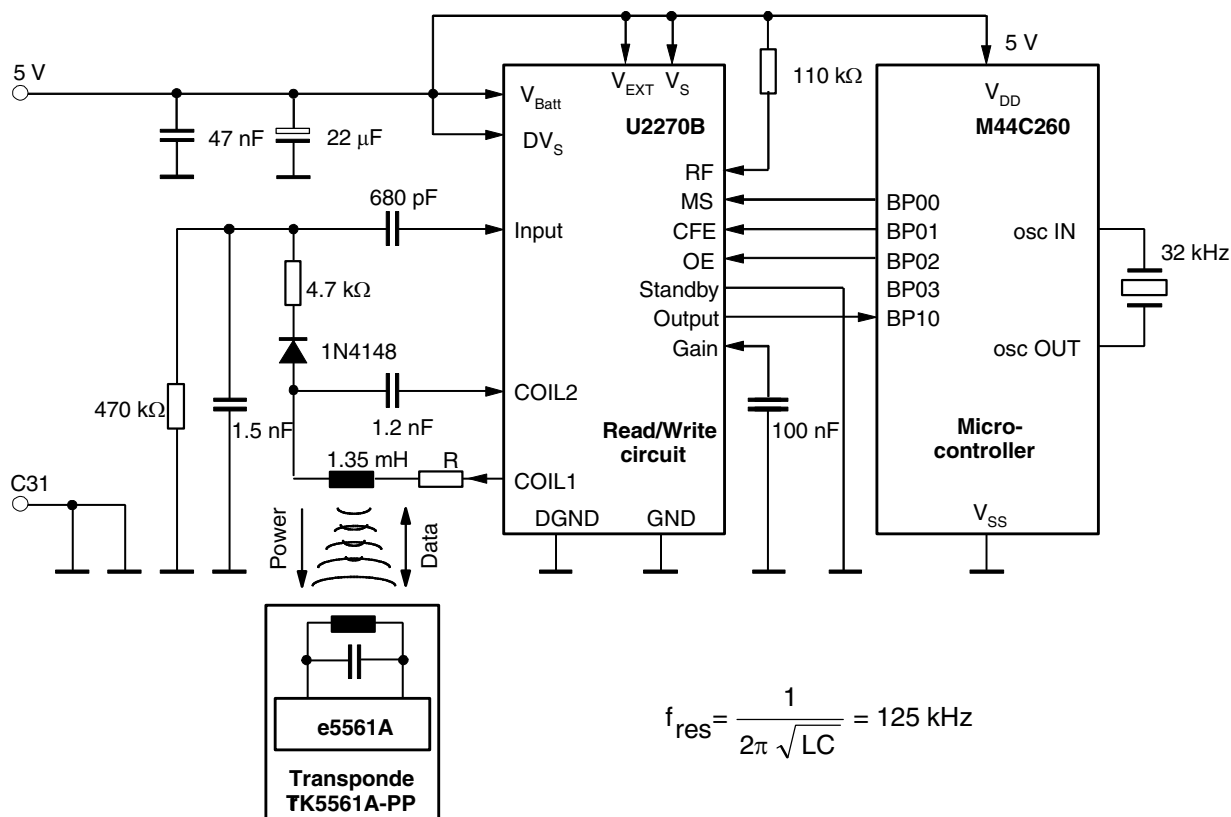 5 V
47 nF
22 µF
V_Batt
DV_S
V_EXT
V_S
U2270B
110 kΩ
5 V
V_DD
M44C260
RF
MS
CFE
OE
Standby
Output
Gain
BP00
BP01
BP02
BP03
BP10
osc IN
osc OUT
32 kHz
680 pF
Input
4.7 kΩ
1N4148
470 kΩ
1.5 nF
1.2 nF
COIL2
1.35 mH
R
COIL1
Read/Write
circuit
100 nF
Micro-
controller
C31
DGND
GND
V_SS
Power
Data
e5561A
Transponde
TK5561A-PP
f_res = 1 / (2π √LC) = 125 kHz